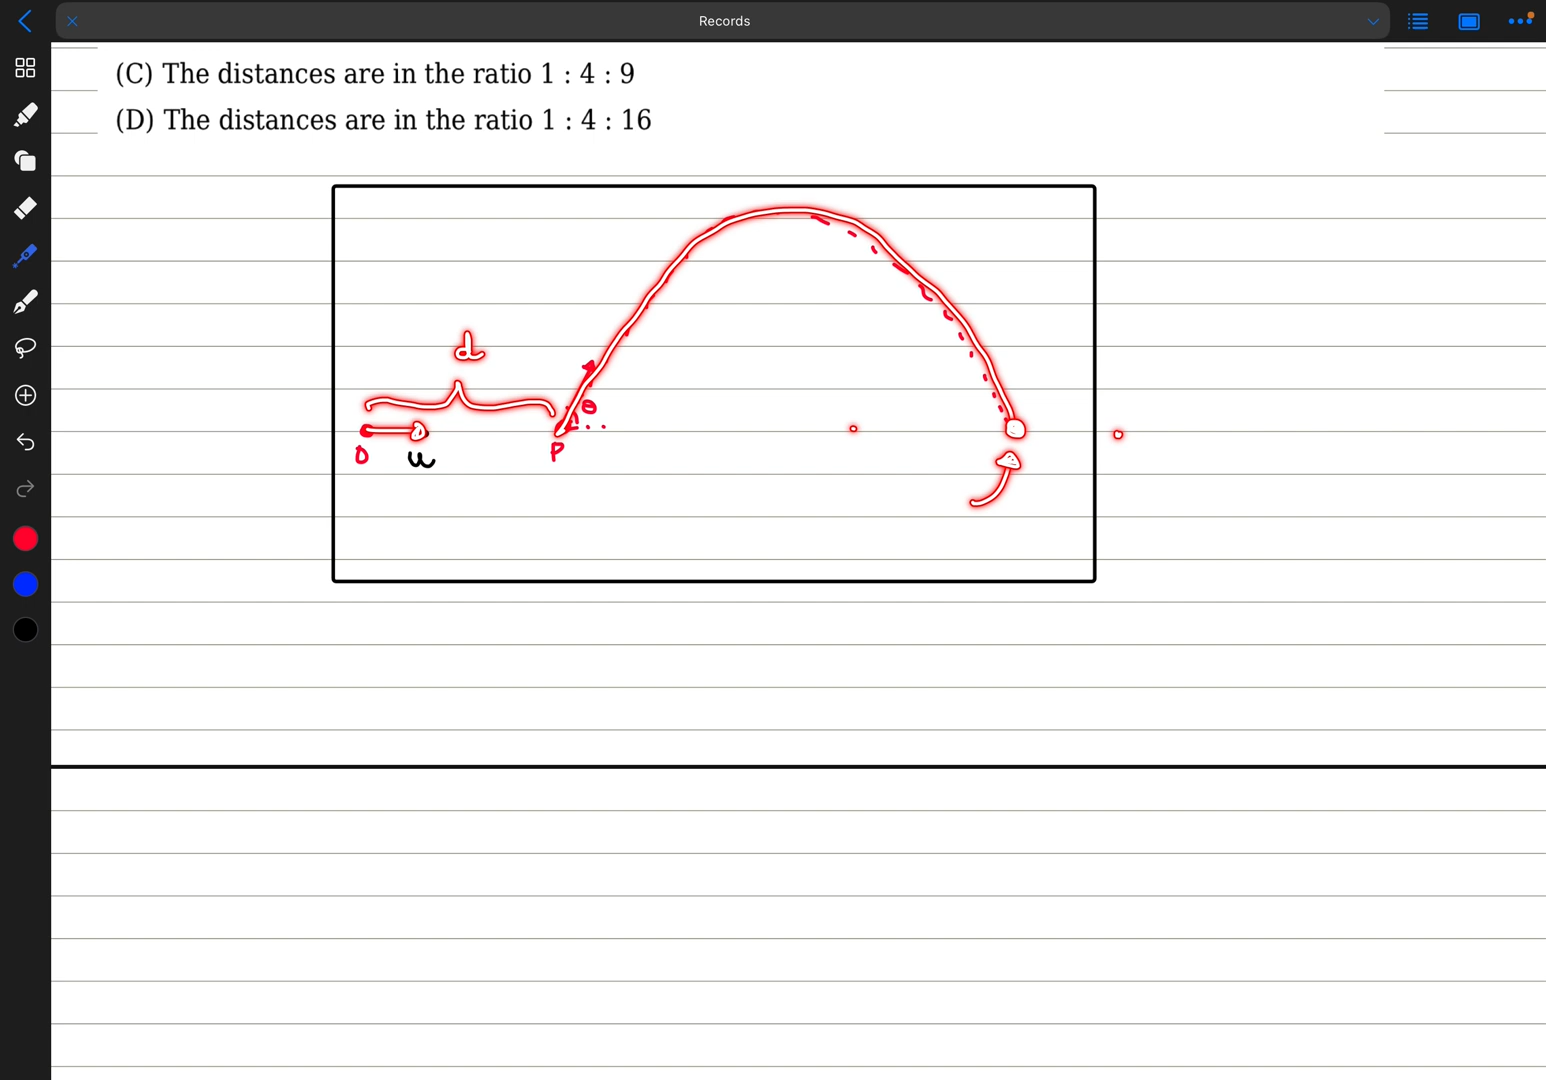 Records
(C) The distances are in the ratio 1 : 4 : 9
(D) The distances are in the ratio 1 : 4 : 16
d
θ
O
u
P